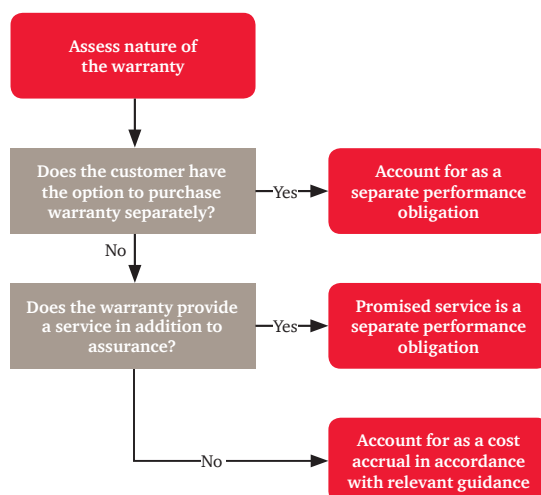 Assess nature of
the warranty
Does the customer have
the option to purchase
warranty separately?
Yes
Account for as a
separate performance
obligation
No
Does the warranty provide
a service in addition to
assurance?
Yes
Promised service is a
separate performance
obligation
No
Account for as a cost
accrual in accordance
with relevant guidance